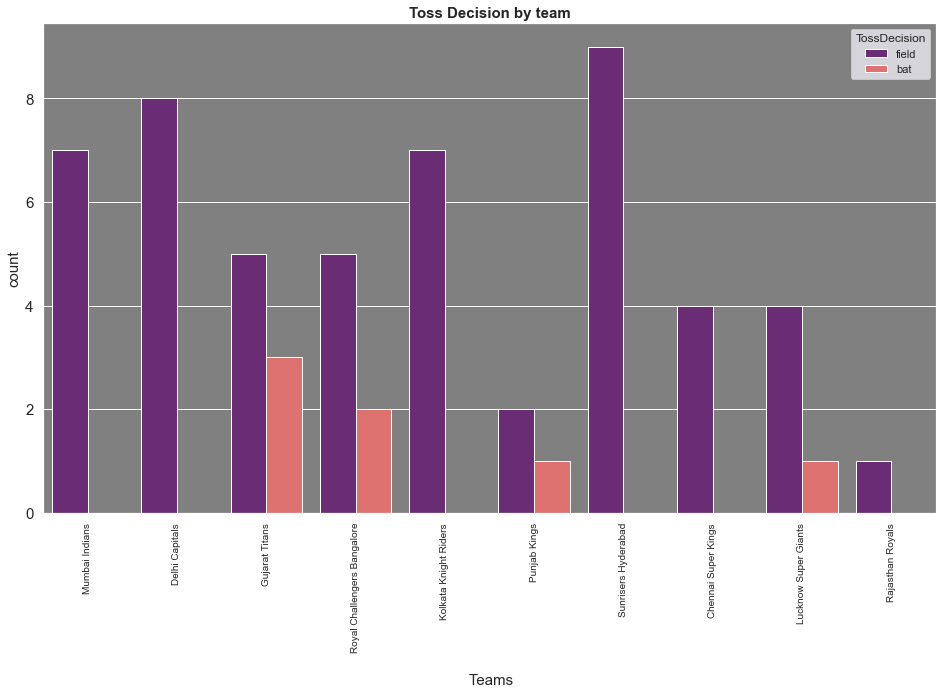 Toss Decision by team
TossDecision
field
bat
8
6
4
2
0
count
Mumbai Indians
Delhi Capitals
Gujarat Titans
Royal Challengers Bangalore
Kolkata Knight Riders
Punjab Kings
Sunrisers Hyderabad
Chennai Super Kings
Lucknow Super Giants
Rajasthan Royals
Teams